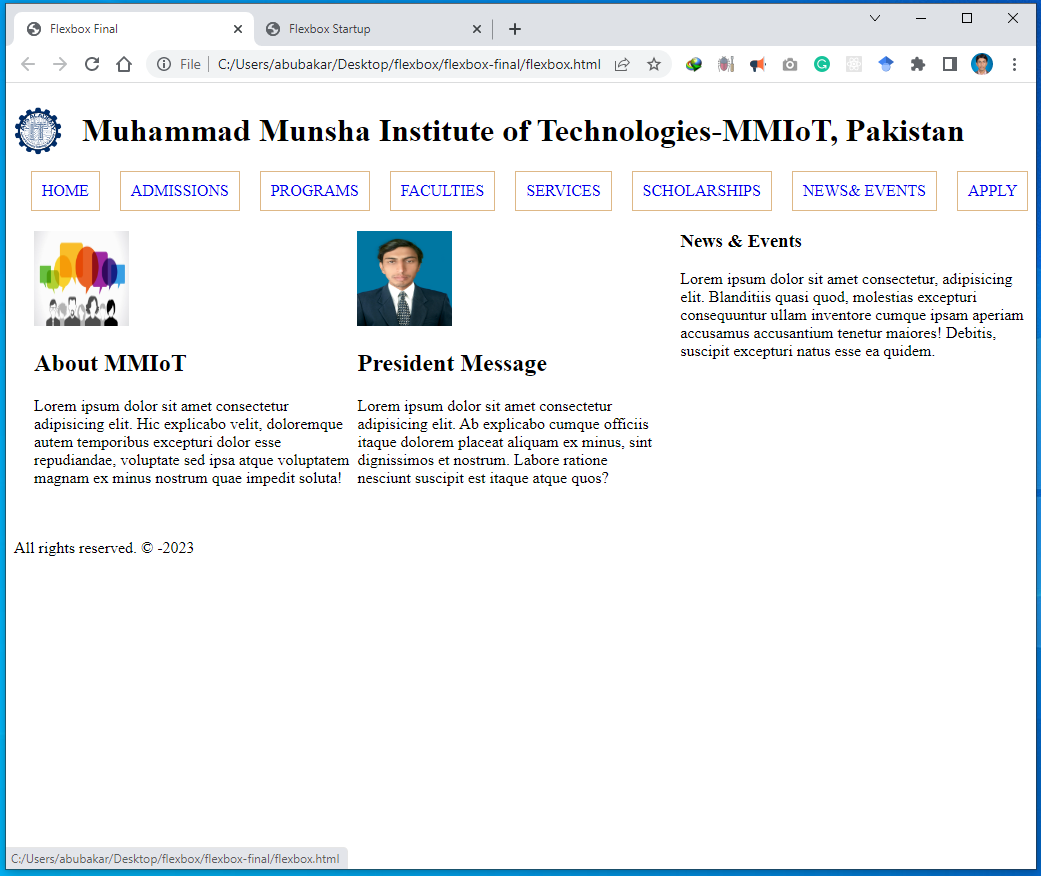 Flexbox Final
Flexbox Startup
File
C:/Users/abubakar/Desktop/flexbox/flexbox-final/flexbox.html
Muhammad Munsha Institute of Technologies-MMIoT, Pakistan
HOME
ADMISSIONS
PROGRAMS
FACULTIES
SERVICES
SCHOLARSHIPS
NEWS& EVENTS
APPLY
About MMIoT
Lorem ipsum dolor sit amet consectetur
adipisicing elit. Hic explicabo velit, doloremque
autem temporibus excepturi dolor esse
repudiandae, voluptate sed ipsa atque voluptatem
magnam ex minus nostrum quae impedit soluta!
President Message
Lorem ipsum dolor sit amet consectetur
adipisicing elit. Ab explicabo cumque officiis
itaque dolorem placeat aliquam ex minus, sint
dignissimos et nostrum. Labore ratione
nesciunt suscipit est itaque atque quos?
News & Events
Lorem ipsum dolor sit amet consectetur, adipisicing
elit. Blanditiis quasi quod, molestias excepturi
consequuntur ullam inventore cumque ipsam aperiam
accusamus accusantium tenetur maiores! Debitis,
suscipit excepturi natus esse ea quidem.
All rights reserved. © -2023
C:/Users/abubakar/Desktop/flexbox/flexbox-final/flexbox.html